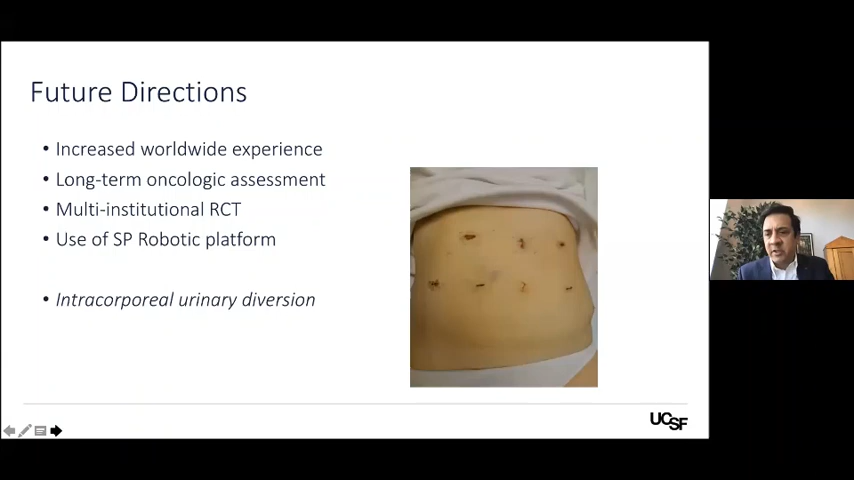 Future Directions
• Increased worldwide experience
• Long-term oncologic assessment
• Multi-institutional RCT
• Use of SP Robotic platform
• Intracorporeal urinary diversion
UCSF